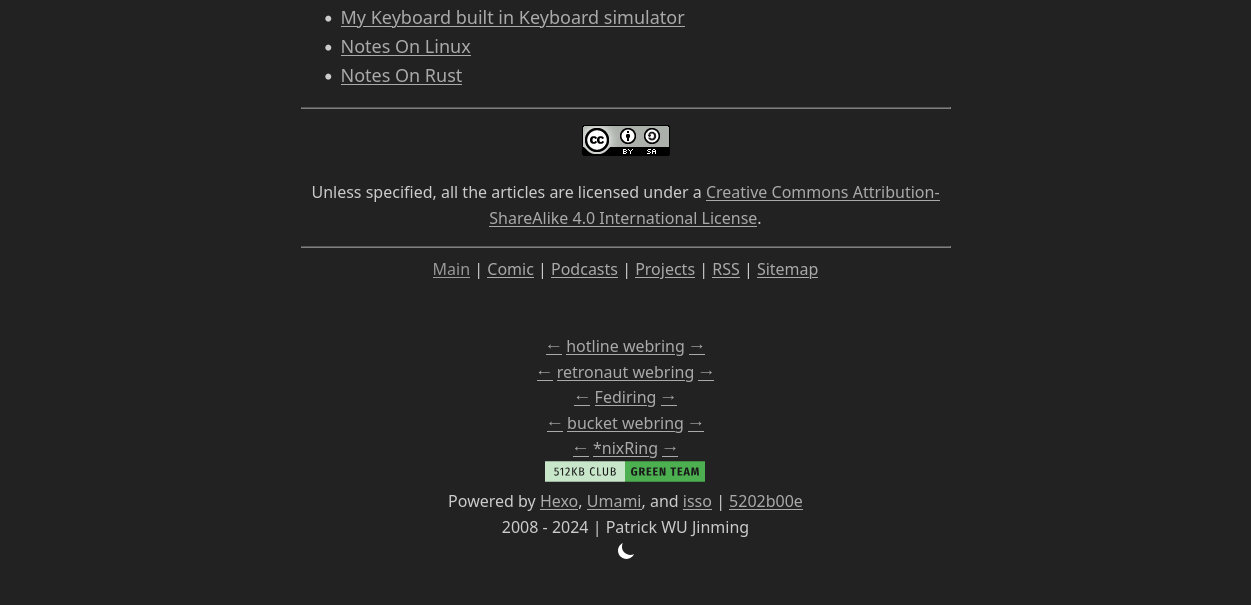 My Keyboard built in Keyboard simulator
Notes On Linux
Notes On Rust
cc BY SA
Unless specified, all the articles are licensed under a Creative Commons Attribution-
ShareAlike 4.0 International License.
Main | Comic | Podcasts | Projects | RSS | Sitemap
← hotline webring →
← retronaut webring →
← Fediring →
← bucket webring →
← *nixRing →
512KB CLUB GREEN TEAM
Powered by Hexo, Umami, and isso | 5202b00e
2008 - 2024 | Patrick WU Jinming